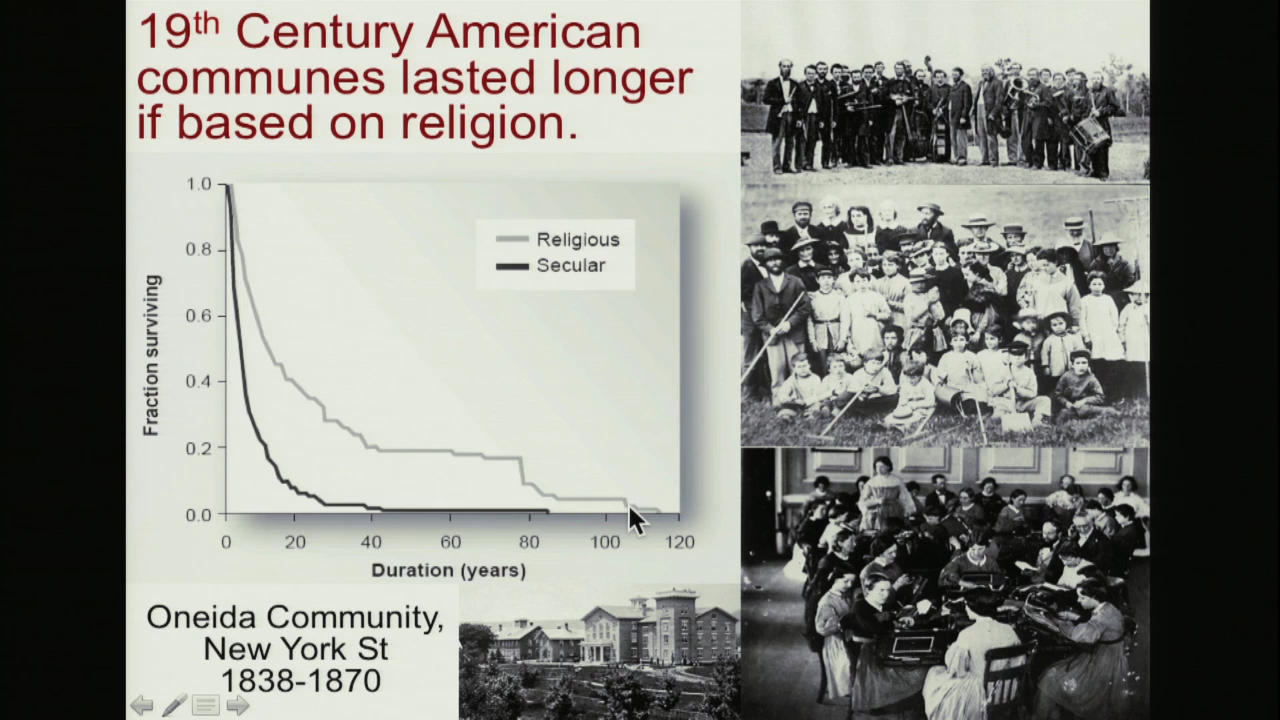 19th Century American
communes lasted longer
if based on religion.
1.0
0.8
0.6
0.4
0.2
0.0
Fraction surviving
Religious
Secular
0 20 40 60 80 100 120
Duration (years)
Oneida Community,
New York St
1838-1870